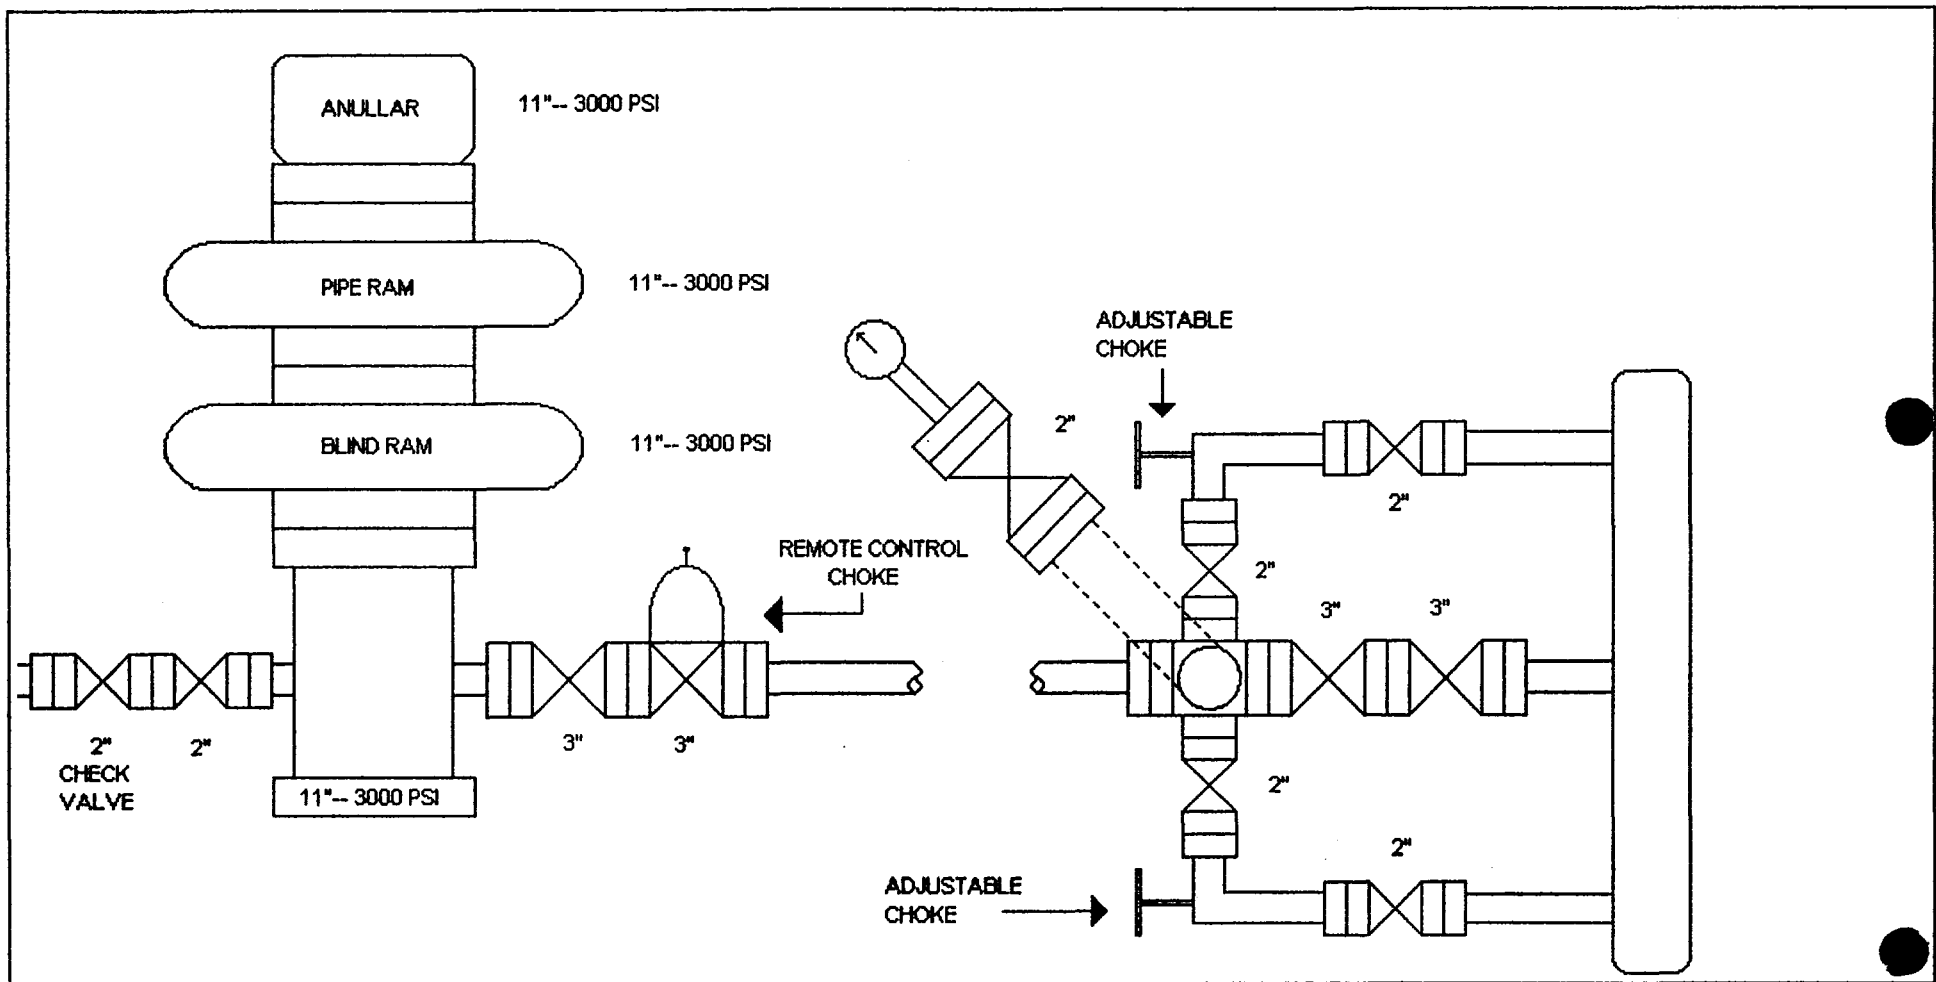 ANULLAR
11"-- 3000 PSI
PIPE RAM
11"-- 3000 PSI
BLIND RAM
11"-- 3000 PSI
REMOTE CONTROL
CHOKE
2"
CHECK
VALVE
2"
3"
3"
11"-- 3000 PSI
ADJUSTABLE
CHOKE
2"
2"
2"
3"
3"
2"
2"
ADJUSTABLE
CHOKE